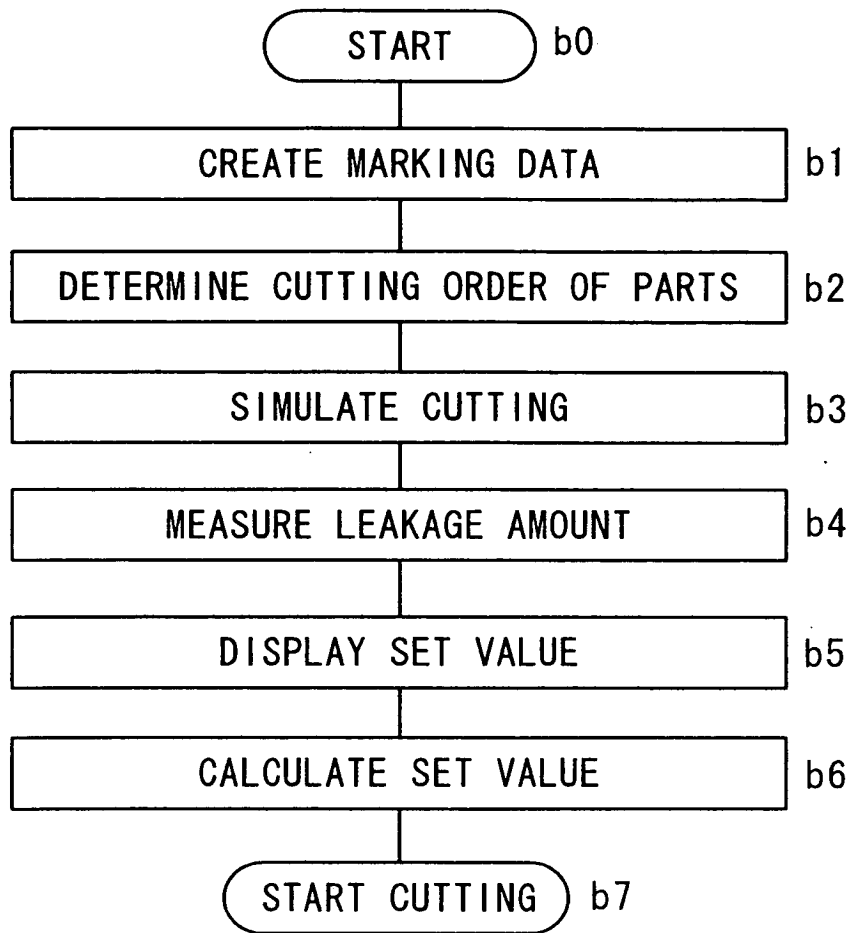 START b0
CREATE MARKING DATA b1
DETERMINE CUTTING ORDER OF PARTS b2
SIMULATE CUTTING b3
MEASURE LEAKAGE AMOUNT b4
DISPLAY SET VALUE b5
CALCULATE SET VALUE b6
START CUTTING b7